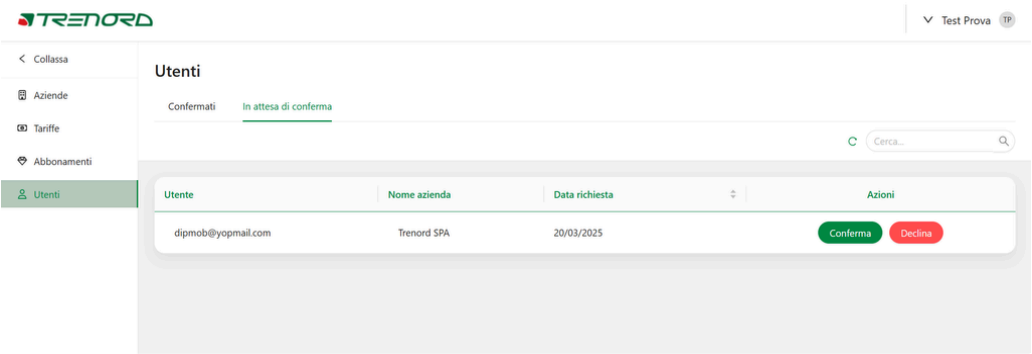 TRENORD
Test Prova TP
Collassa
Aziende
Tariffe
Abbonamenti
Utenti
Utenti
Confermati In attesa di conferma
Cerca...
Utente Nome azienda Data richiesta Azioni
dipmob@yopmail.com Trenord SPA 20/03/2025 Conferma Declina